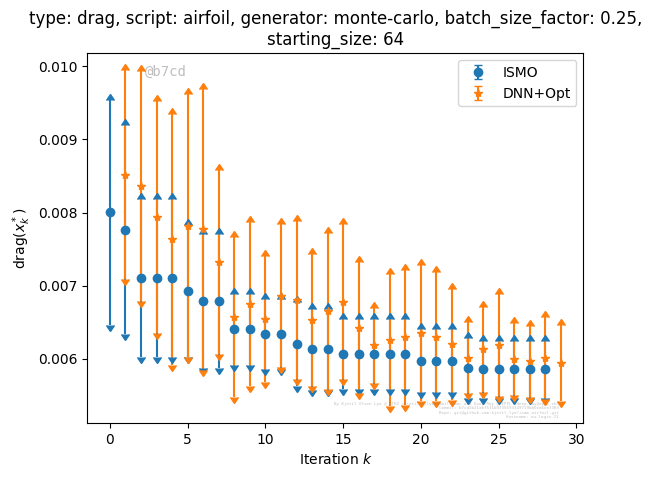 type: drag, script: airfoil, generator: monte-carlo, batch_size_factor: 0.25,
starting_size: 64
@b7cd
ISMO
DNN+Opt
0.010
0.009
0.008
0.007
0.006
drag(x*k)
0 5 10 15 20 25 30
Iteration k